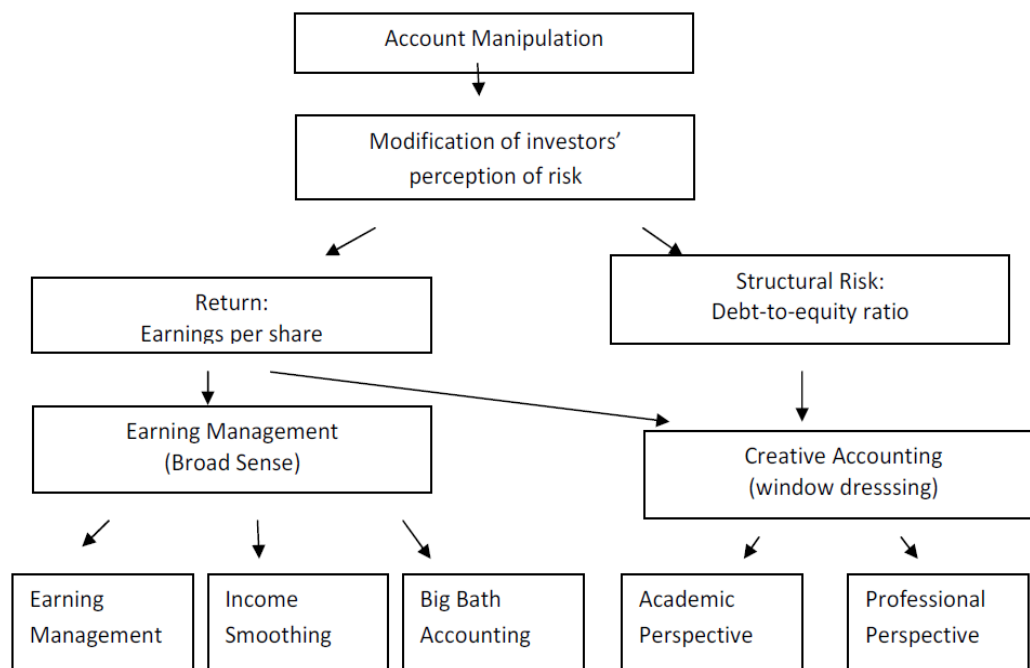 Account Manipulation
Modification of investors’
perception of risk
Return:
Earnings per share
Structural Risk:
Debt-to-equity ratio
Earning Management
(Broad Sense)
Creative Accounting
(window dresssing)
Earning
Management
Income
Smoothing
Big Bath
Accounting
Academic
Perspective
Professional
Perspective